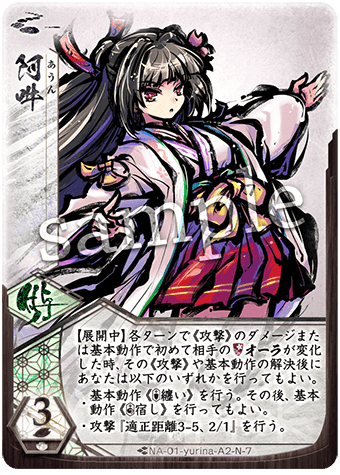 阿吽
あうん
sample
付与
【展開中】各ターンで《攻撃》のダメージまた
は基本動作で初めて相手のオーラが変化
した時、その《攻撃》や基本動作の解決後に
あなたは以下のいずれかを行ってもよい。
・基本動作《纏い》を行う。その後、基本
動作《宿し》を行ってもよい。
・攻撃『適正距離3-5、2/1』を行う。
3
NA-01-yurina-A2-N-7